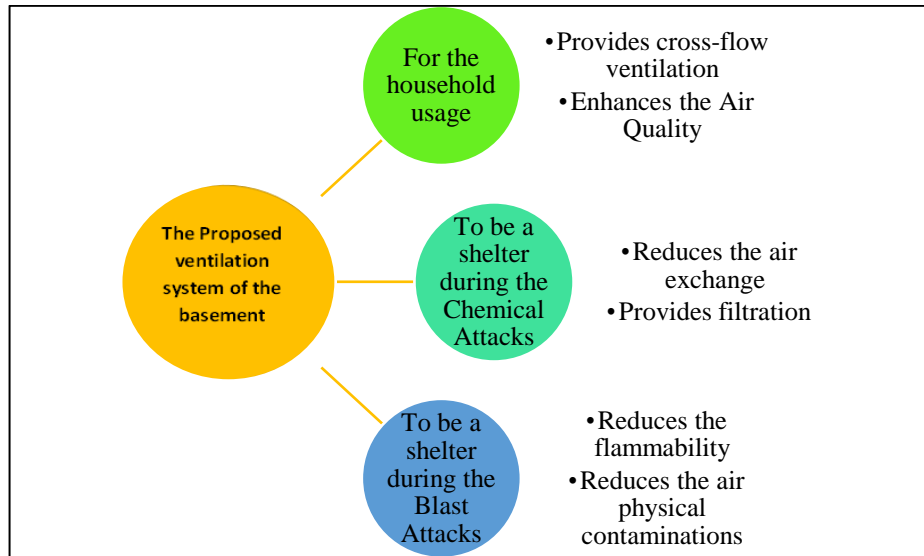 The Proposed
ventilation
system of the
basement
For the
household
usage
•Provides cross-flow
ventilation
•Enhances the Air
Quality
To be a
shelter
during the
Chemical
Attacks
•Reduces the air
exchange
•Provides filtration
To be a
shelter
during the
Blast
Attacks
•Reduces the
flammability
•Reduces the air
physical
contaminations